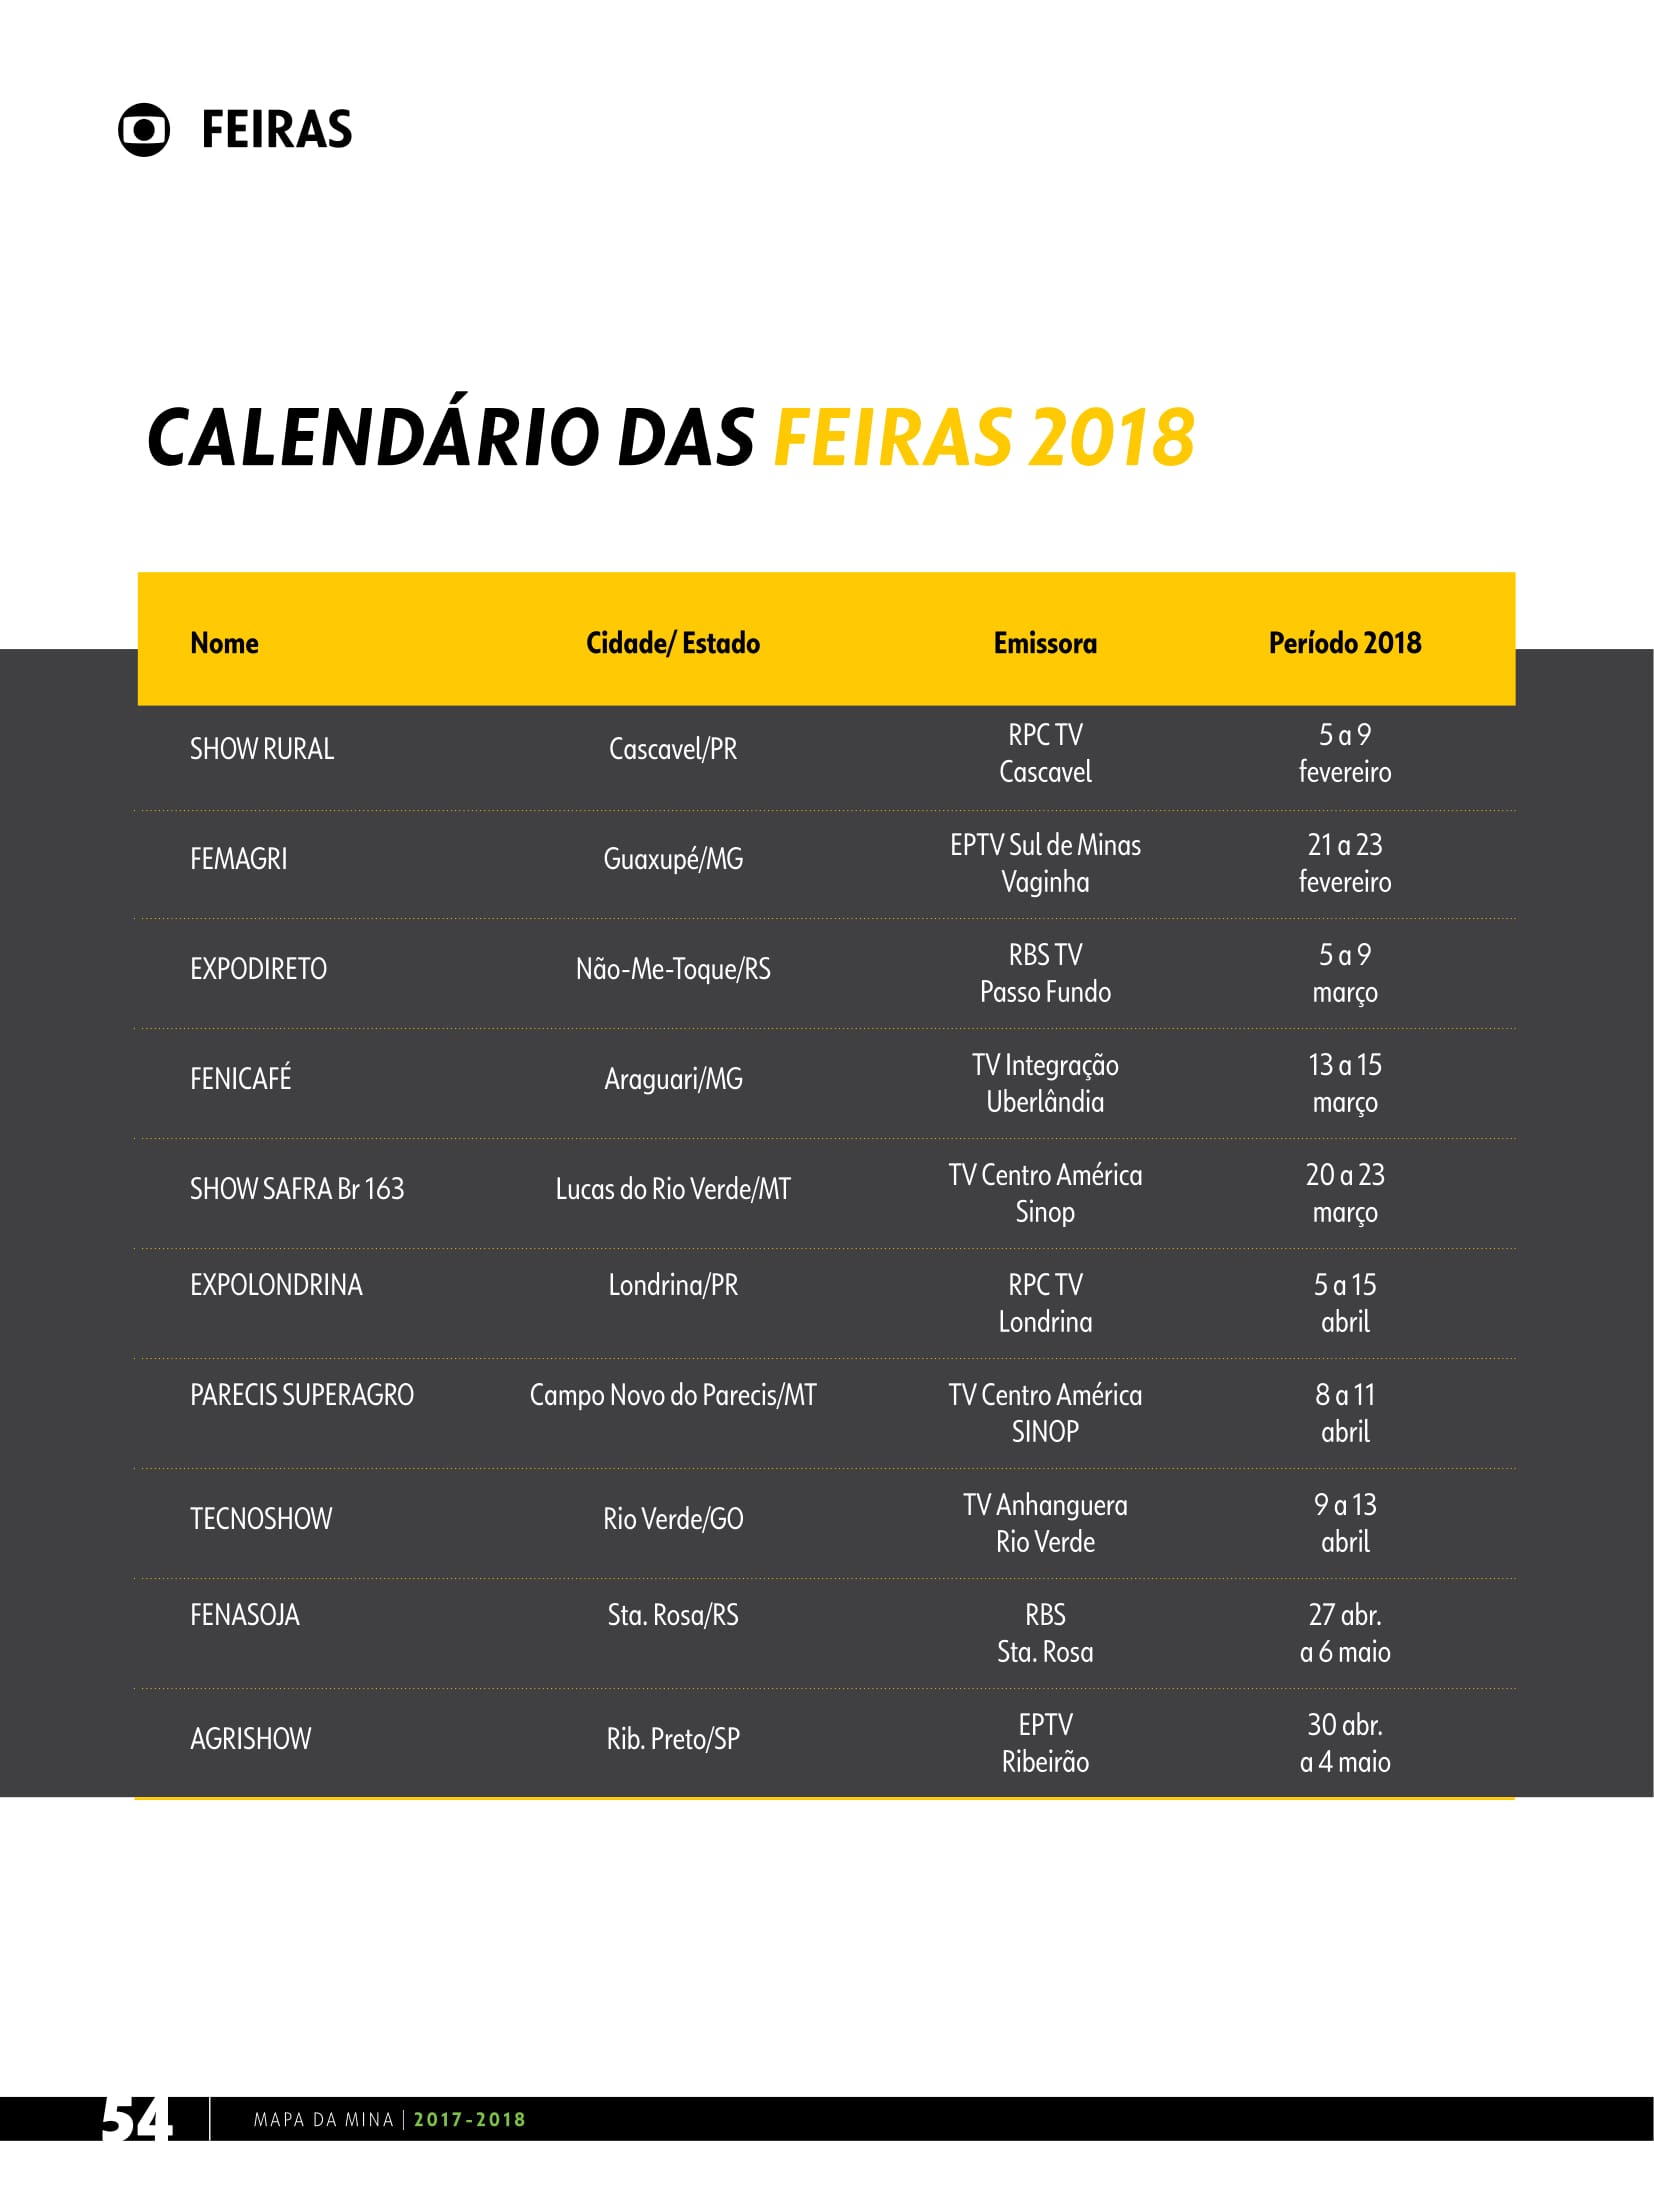 FEIRAS
CALENDÁRIO DAS FEIRAS 2018
Nome Cidade/ Estado Emissora Período 2018
SHOW RURAL Cascavel/PR RPC TV Cascavel 5 a 9 fevereiro
FEMAGRI Guaxupé/MG EPTV Sul de Minas Vaginha 21 a 23 fevereiro
EXPODIRETO Não-Me-Toque/RS RBS TV Passo Fundo 5 a 9 março
FENICAFÉ Araguari/MG TV Integração Uberlândia 13 a 15 março
SHOW SAFRA Br 163 Lucas do Rio Verde/MT TV Centro América Sinop 20 a 23 março
EXPOLONDRINA Londrina/PR RPC TV Londrina 5 a 15 abril
PARECIS SUPERAGRO Campo Novo do Parecis/MT TV Centro América SINOP 8 a 11 abril
TECNOSHOW Rio Verde/GO TV Anhanguera Rio Verde 9 a 13 abril
FENASOJA Sta. Rosa/RS RBS Sta. Rosa 27 abr. a 6 maio
AGRISHOW Rib. Preto/SP EPTV Ribeirão 30 abr. a 4 maio
54 MAPA DA MINA | 2017-2018